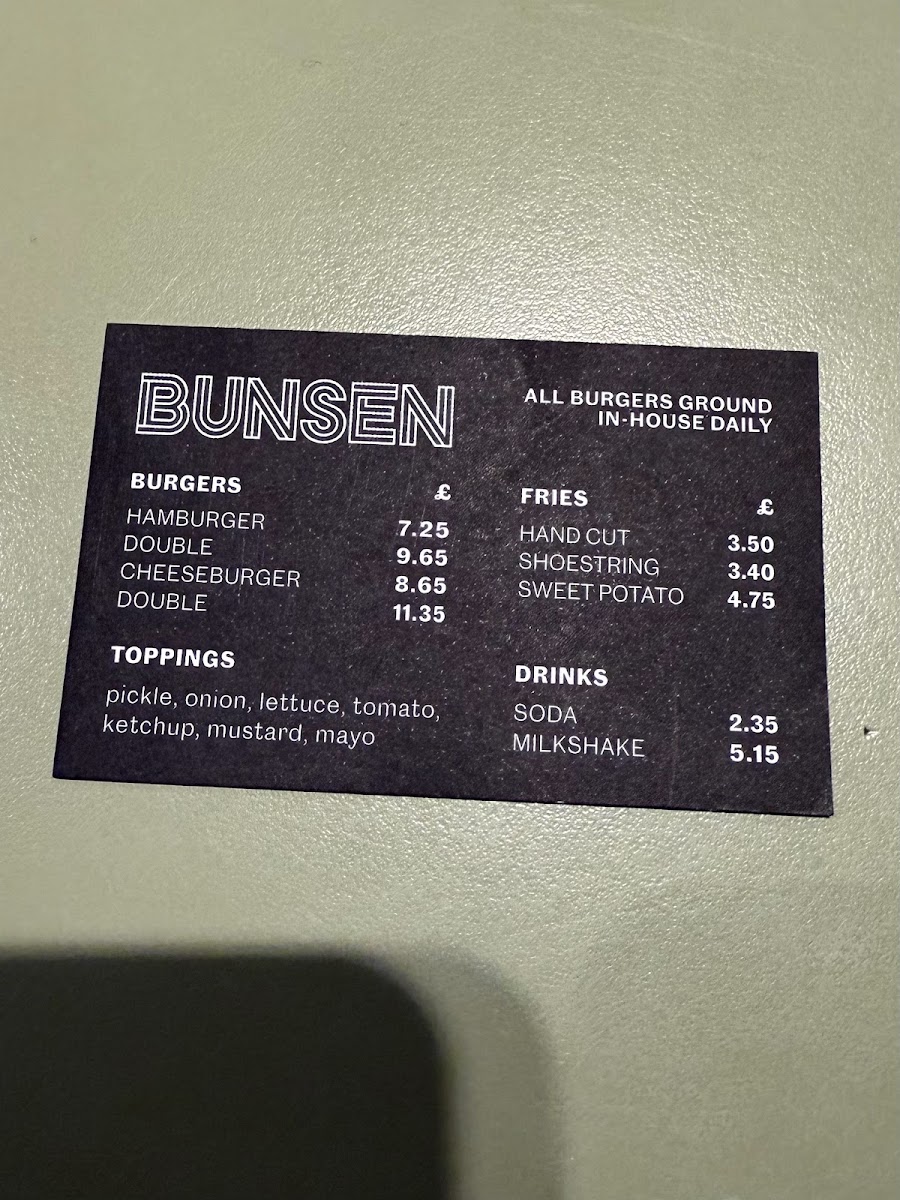 BUNSEN
ALL BURGERS GROUND
IN-HOUSE DAILY
BURGERS £
HAMBURGER 7.25
DOUBLE 9.65
CHEESEBURGER 8.65
DOUBLE 11.35
TOPPINGS
pickle, onion, lettuce, tomato,
ketchup, mustard, mayo
FRIES £
HAND CUT 3.50
SHOESTRING 3.40
SWEET POTATO 4.75
DRINKS
SODA 2.35
MILKSHAKE 5.15